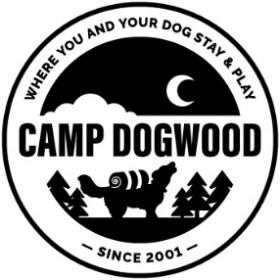 WHERE YOU AND YOUR DOG STAY & PLAY
CAMP DOGWOOD
— SINCE 2001 —